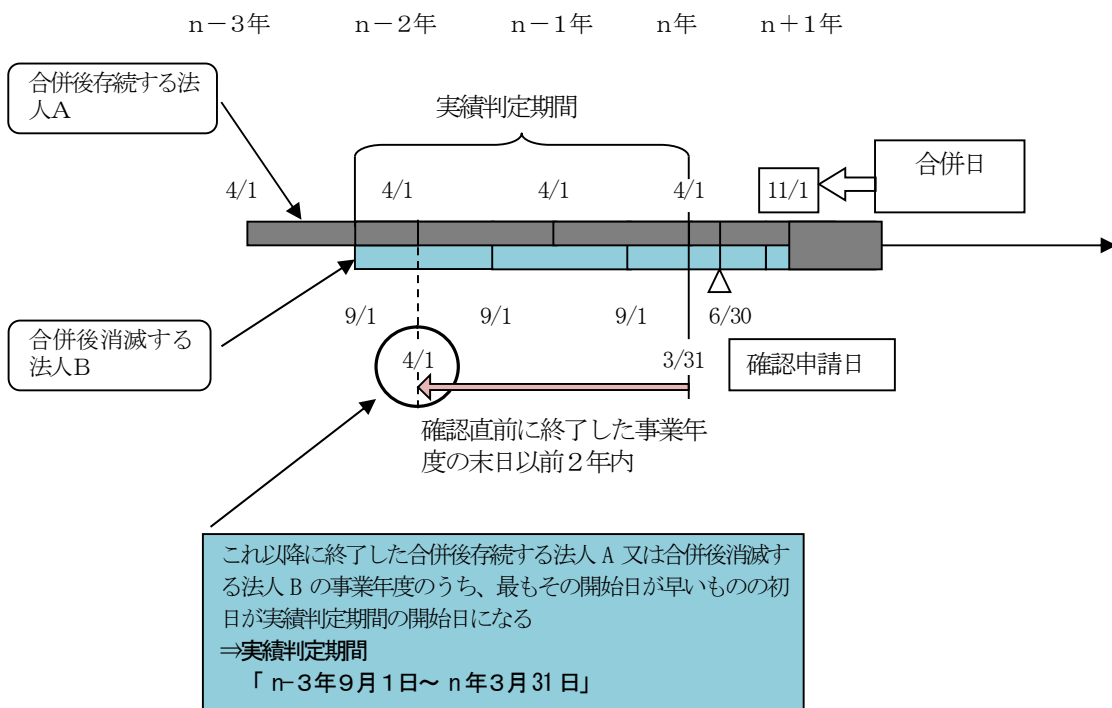 n－3年 n－2年 n－1年 n年 n＋1年
合併後存続する法
人A
実績判定期間
合併日
4/1 4/1 4/1 4/1 11/1
9/1 9/1 9/1 6/30
合併後消滅する
法人B
4/1 3/31 確認申請日
確認直前に終了した事業年
度の末日以前２年内
これ以降に終了した合併後存続する法人 A 又は合併後消滅す
る法人 B の事業年度のうち、最もその開始日が早いものの初
日が実績判定期間の開始日になる
⇒実績判定期間
「 n-3年９月１日～ n 年３月 31 日」